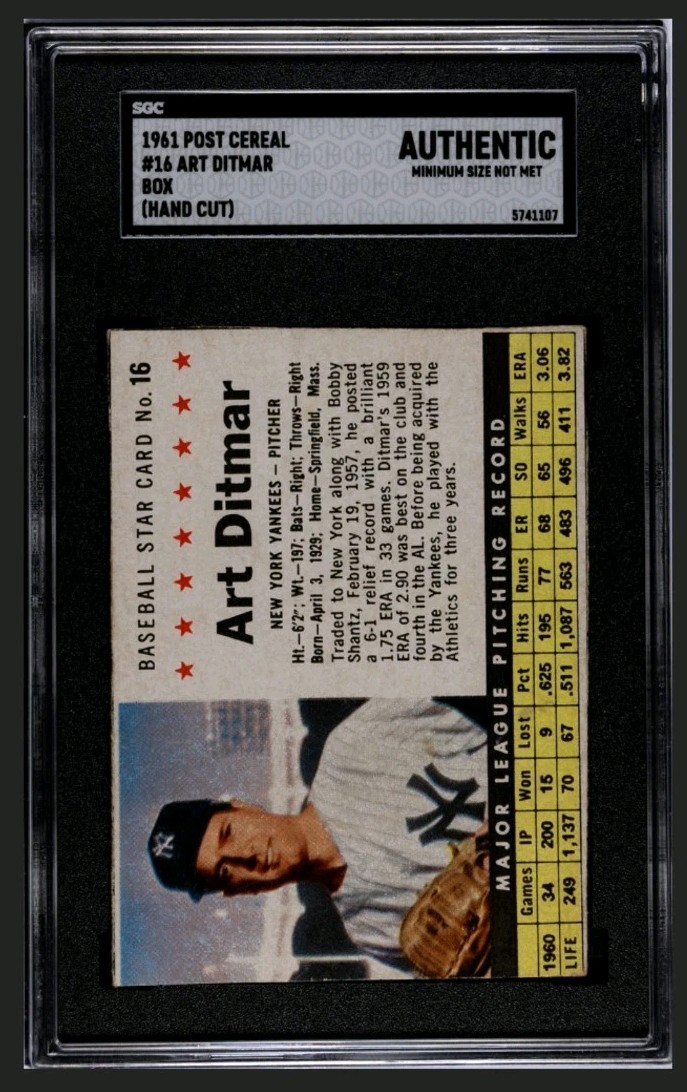 SGC
1961 POST CEREAL
#16 ART DITMAR
BOX
(HAND CUT)
AUTHENTIC
MINIMUM SIZE NOT MET
5741107
BASEBALL STAR CARD No. 16
Art Ditmar
NEW YORK YANKEES — PITCHER
Ht.—6'2"; Wt.—197; Bats—Right; Throws—Right
Born—April 3, 1929; Home—Springfield, Mass.
Traded to New York along with Bobby
Shantz, February 19, 1957, he posted
a 6-1 relief record with a brilliant
1.75 ERA in 33 games. Ditmar's 1959
ERA of 2.90 was best on the club and
fourth in the AL. Before being acquired
by the Yankees, he played with the
Athletics for three years.
NY
NY
MAJOR LEAGUE PITCHING RECORD
Games IP Won Lost Pct Hits Runs ER SO Walks ERA
1960 34 200 15 9 .625 195 77 68 65 56 3.06
LIFE 249 1,137 70 67 .511 1,087 563 483 496 411 3.82